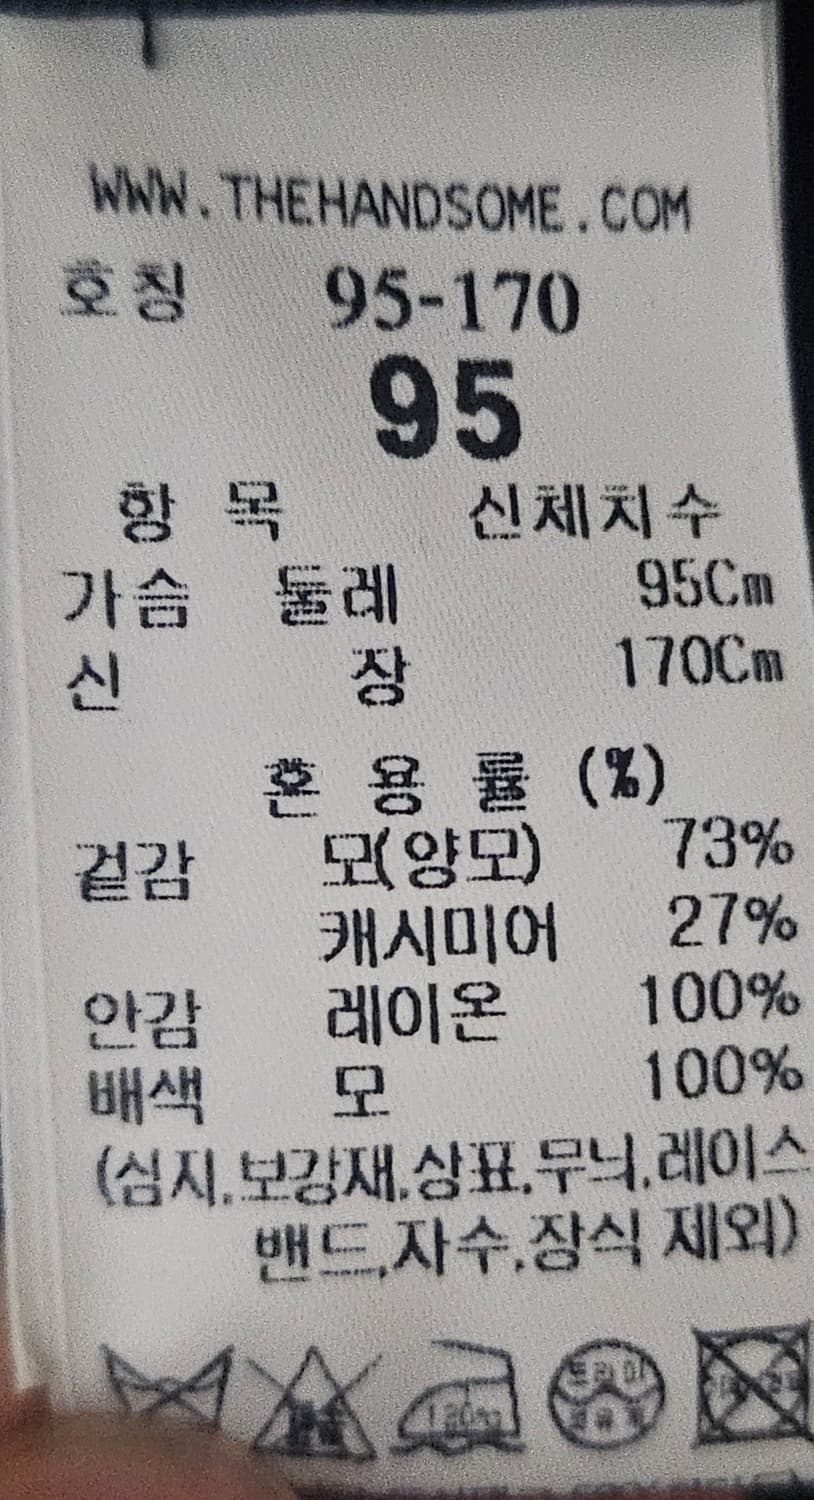 WWW.THEHANDSOME.COM
호칭 95-170
95
항 목 신체치수
가슴 둘레 95Cm
신 장 170Cm
혼 용 률 (%)
겉감 모(양모) 73%
캐시미어 27%
안감 레이온 100%
배색 모 100%
(심지.보강재.상표.무늬.레이스
밴드.자수.장식 제외)
드라이